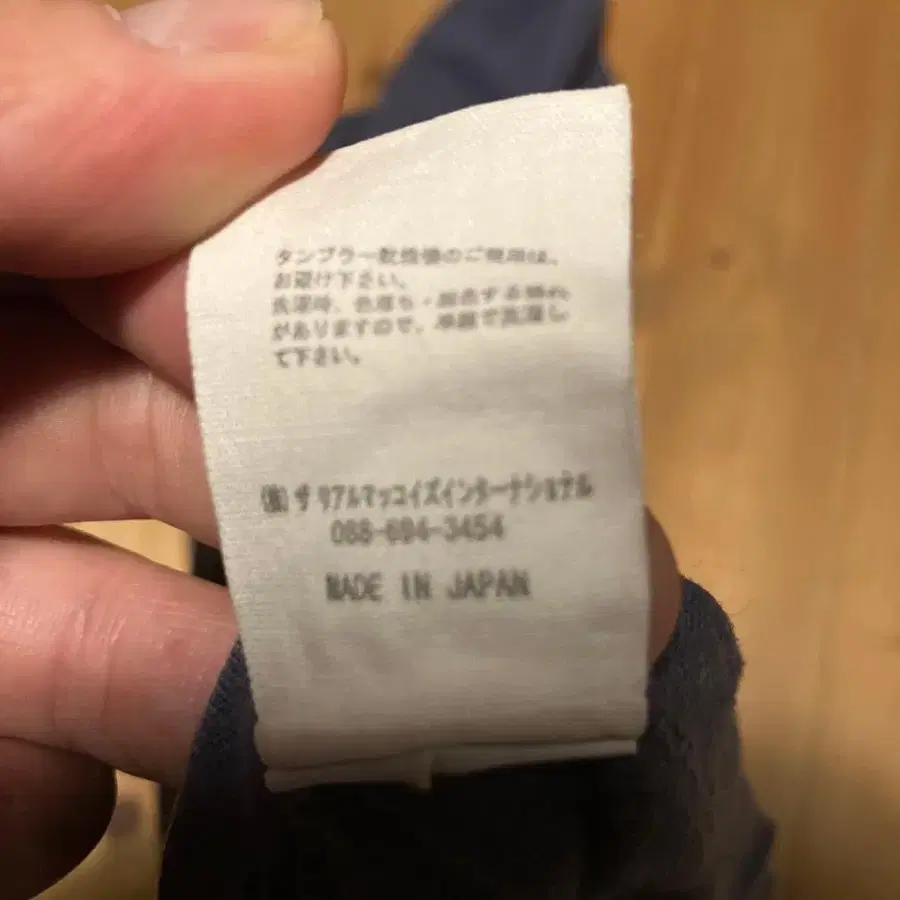 タンブラー乾燥機のご使用は、
お避け下さい。
洗濯時、色落ち・脱色する恐れ
がありますので、単独で洗濯し
て下さい。
(株)ザ リアルマッコイズインターナショナル
088-694-3454
MADE IN JAPAN